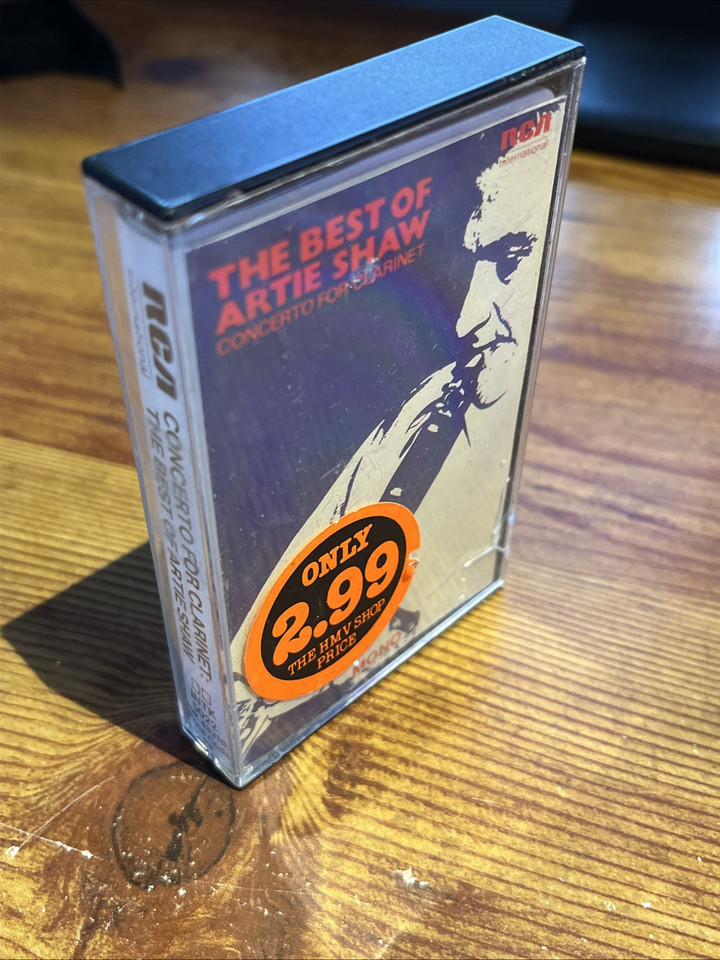 RCA
International
THE BEST OF
ARTIE SHAW
CONCERTO FOR CLARINET
ONLY
2.99
THE HMV SHOP
PRICE
MONO
RCA
International
CONCERTO FOR CLARINET:
THE BEST OF ARTIE SHAW